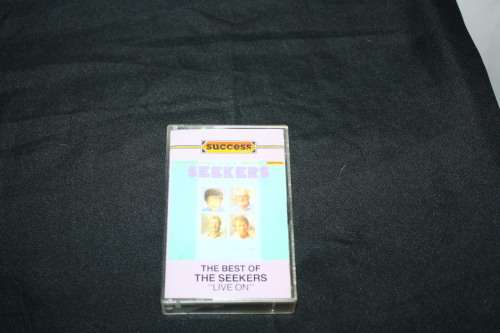 success
SEEKERS
THE BEST OF
THE SEEKERS
"LIVE ON"